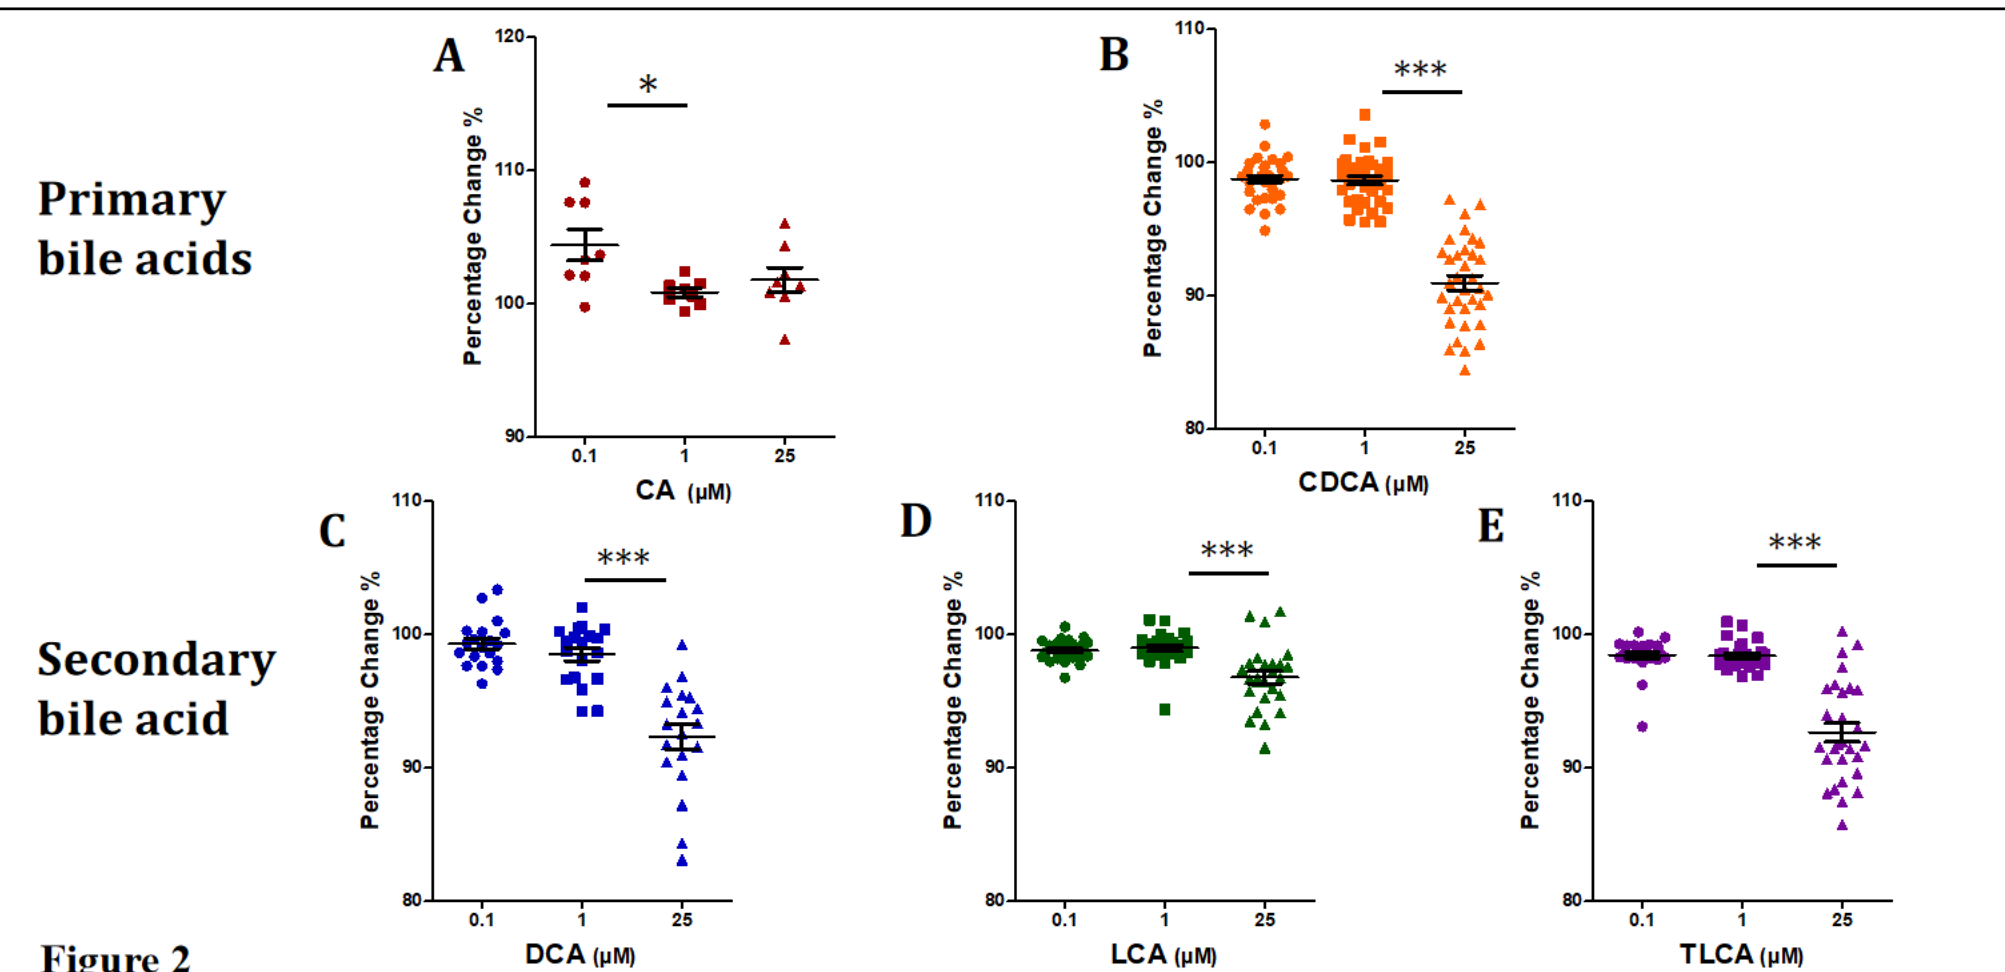 A
B
Primary
bile acids
Percentage Change %
120
110
100
90
*
0.1
1
25
CA (μM)
Percentage Change %
110
100
90
80
***
0.1
1
25
CDCA (μM)
C
D
E
Secondary
bile acid
Percentage Change %
110
100
90
80
***
0.1
1
25
DCA (μM)
Percentage Change %
110
100
90
80
***
0.1
1
25
LCA (μM)
Percentage Change %
110
100
90
80
***
0.1
1
25
TLCA (μM)
Figure 2